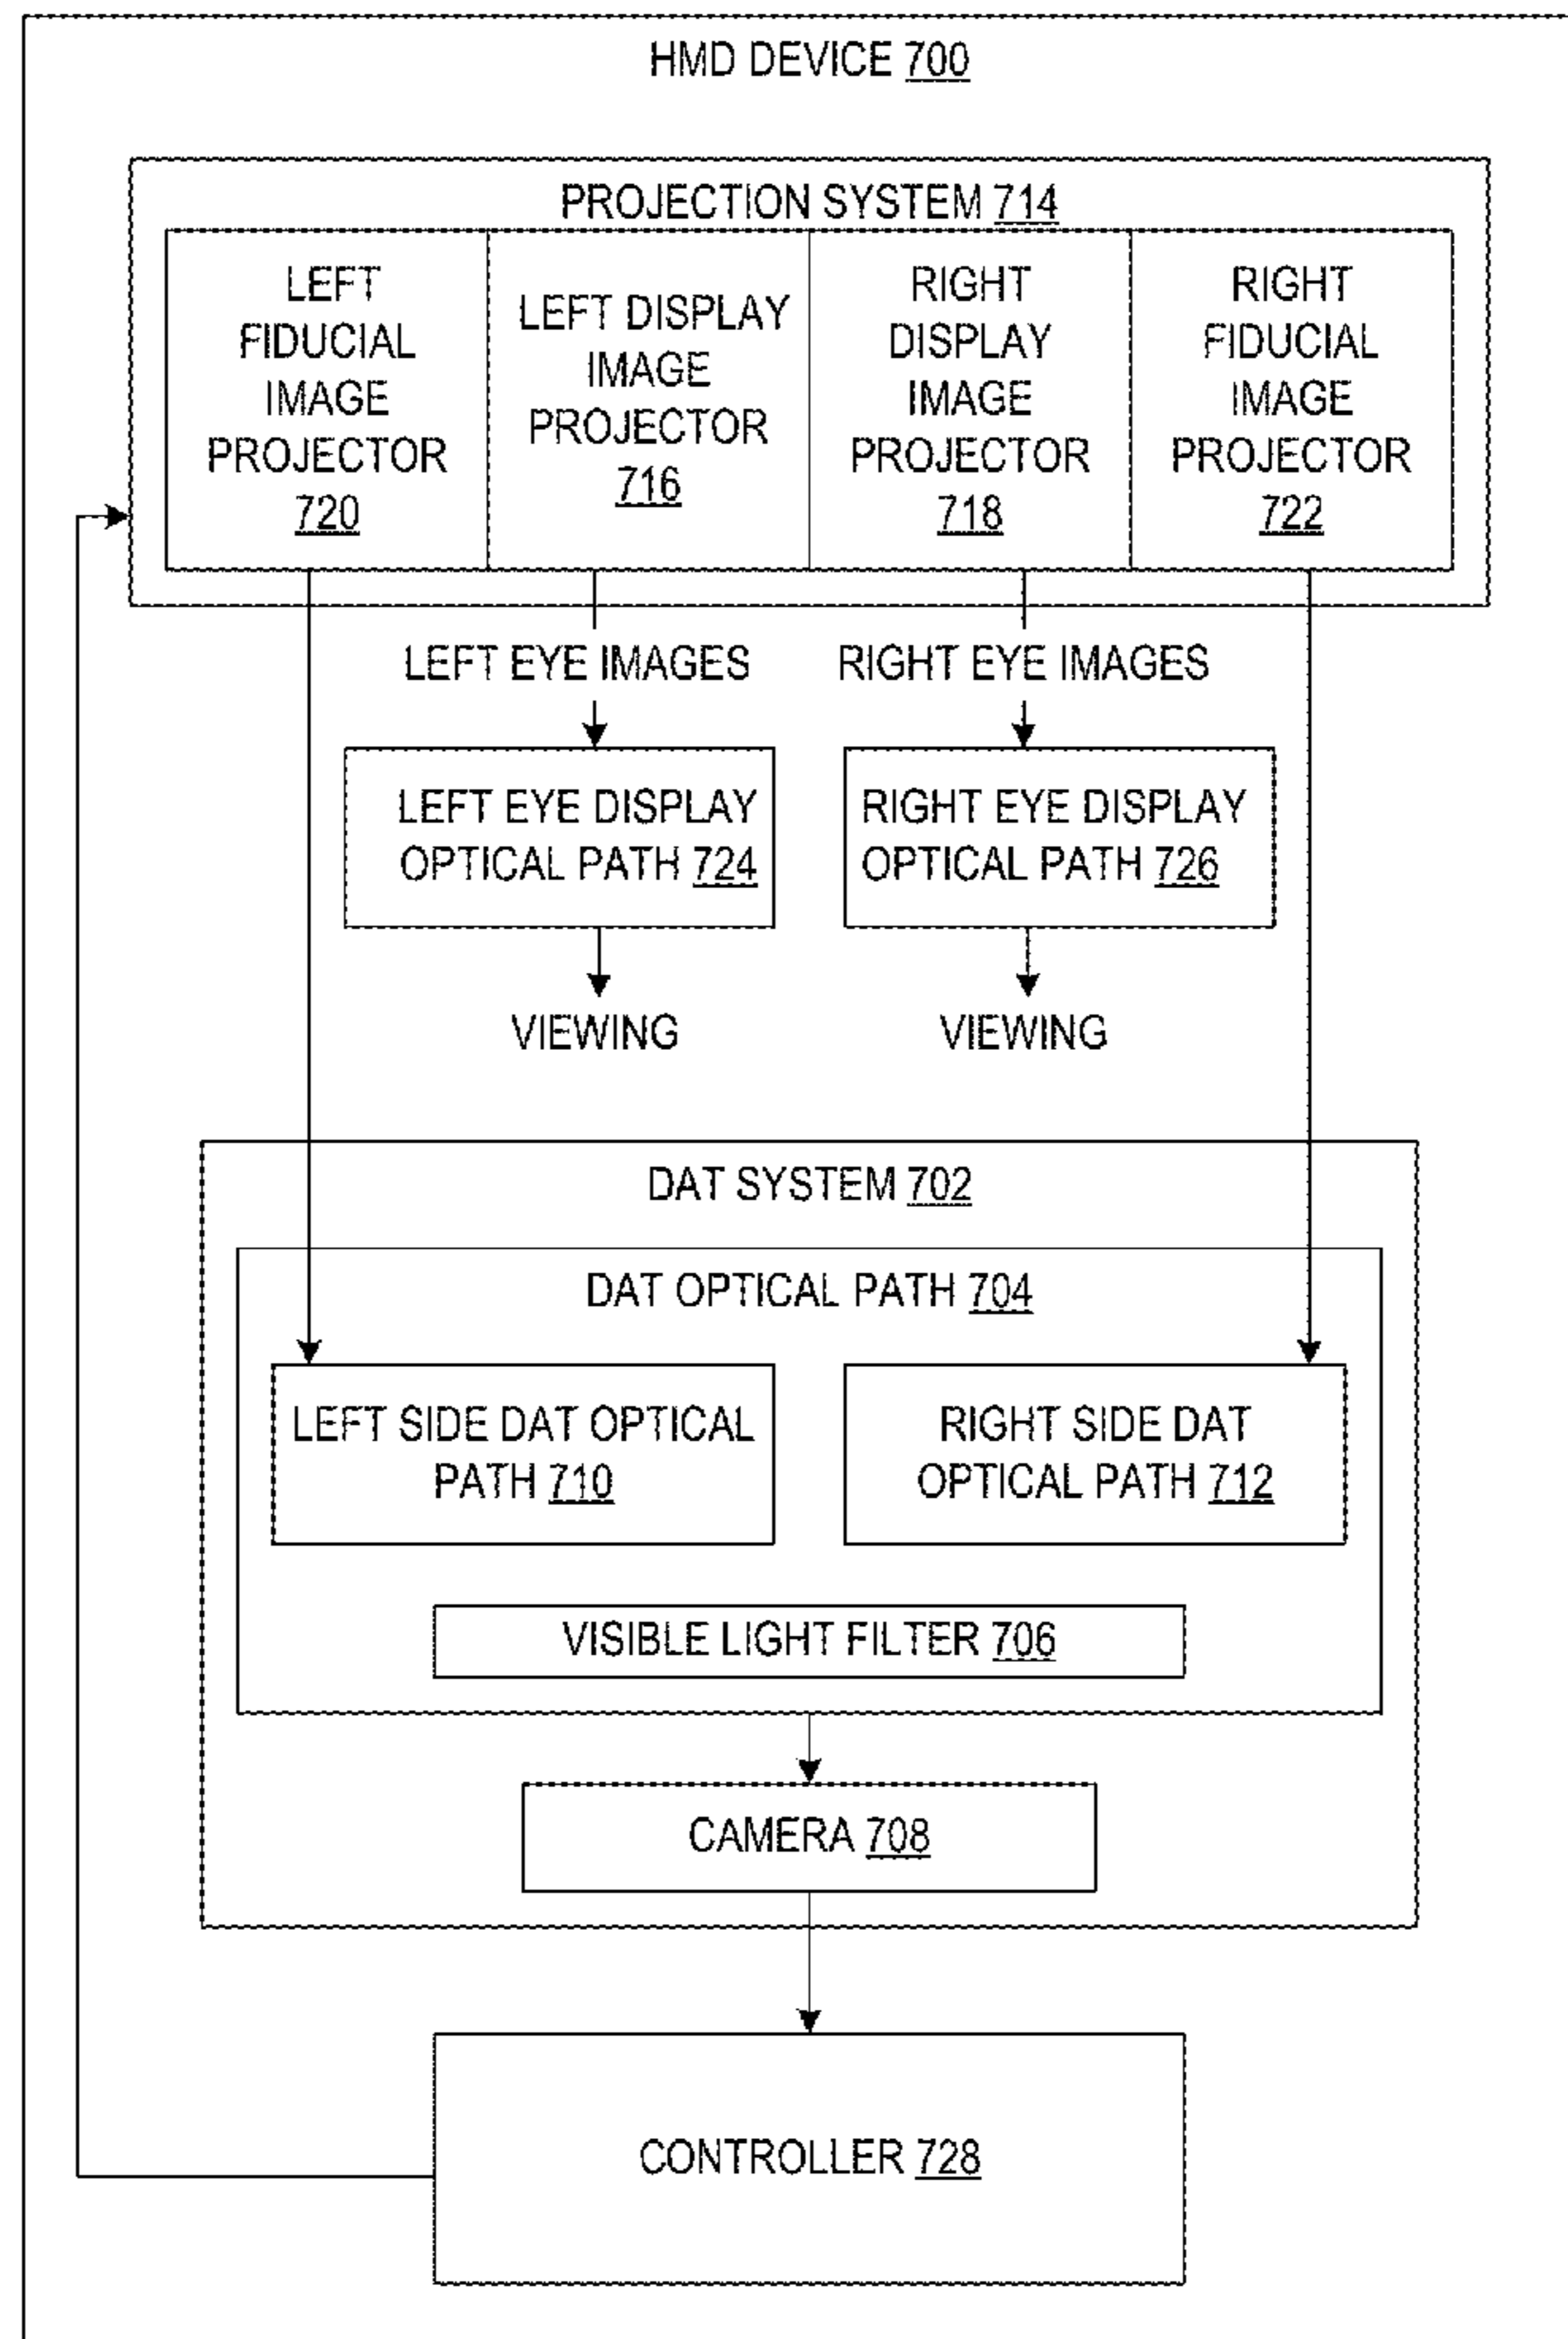 HMD DEVICE 700
PROJECTION SYSTEM 714
LEFT
FIDUCIAL
IMAGE
PROJECTOR
720
LEFT DISPLAY
IMAGE
PROJECTOR
716
RIGHT
DISPLAY
IMAGE
PROJECTOR
718
RIGHT
FIDUCIAL
IMAGE
PROJECTOR
722
LEFT EYE IMAGES
RIGHT EYE IMAGES
LEFT EYE DISPLAY
OPTICAL PATH 724
RIGHT EYE DISPLAY
OPTICAL PATH 726
VIEWING
VIEWING
DAT SYSTEM 702
DAT OPTICAL PATH 704
LEFT SIDE DAT OPTICAL
PATH 710
RIGHT SIDE DAT
OPTICAL PATH 712
VISIBLE LIGHT FILTER 706
CAMERA 708
CONTROLLER 728